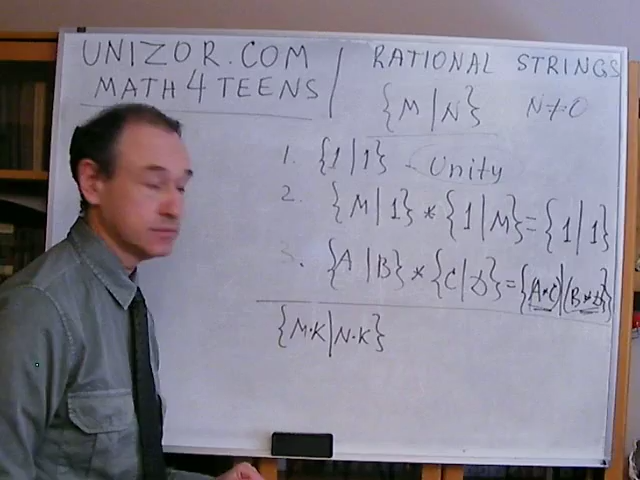 UNIZOR.COM
MATH 4 TEENS
RATIONAL STRINGS
{M|N} N≠0
1. {1|1} - Unity
2. {M|1} * {1|M} = {1|1}
3. {A|B} * {C|D} = {(A*C)|(B*D)}
{M·K|N·K}